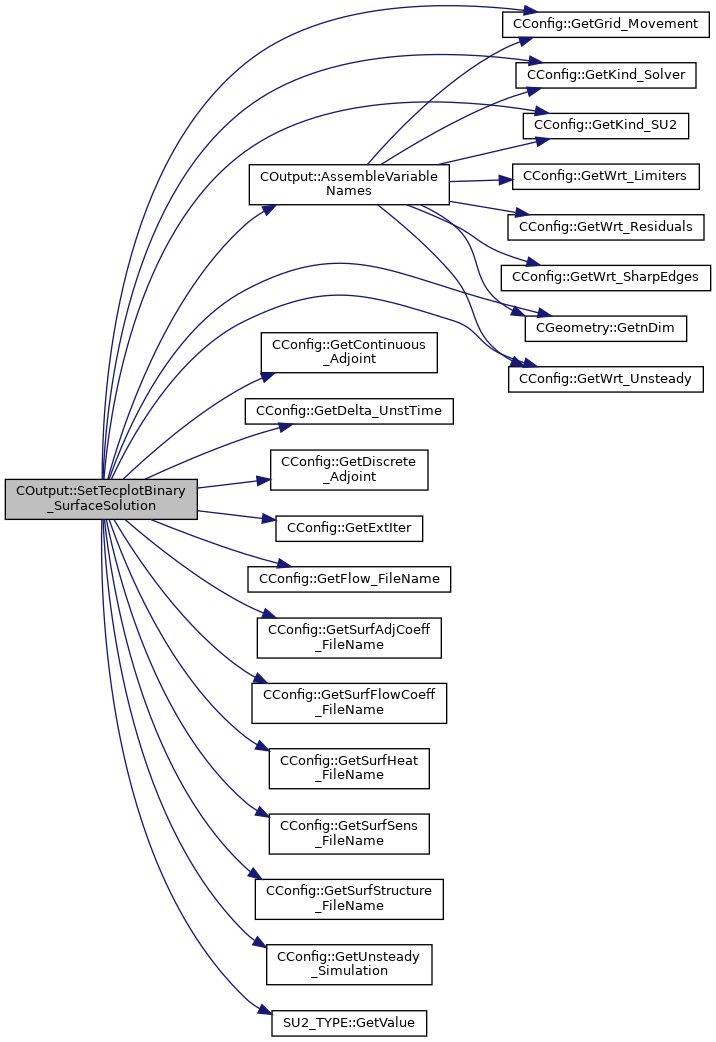 CConfig::GetGrid_Movement
CConfig::GetKind_Solver
CConfig::GetKind_SU2
COutput::AssembleVariable
Names
CConfig::GetWrt_Limiters
CConfig::GetWrt_Residuals
CConfig::GetWrt_SharpEdges
CGeometry::GetnDim
CConfig::GetContinuous
_Adjoint
CConfig::GetWrt_Unsteady
CConfig::GetDelta_UnstTime
CConfig::GetDiscrete
_Adjoint
COutput::SetTecplotBinary
_SurfaceSolution
CConfig::GetExtIter
CConfig::GetFlow_FileName
CConfig::GetSurfAdjCoeff
_FileName
CConfig::GetSurfFlowCoeff
_FileName
CConfig::GetSurfHeat
_FileName
CConfig::GetSurfSens
_FileName
CConfig::GetSurfStructure
_FileName
CConfig::GetUnsteady
_Simulation
SU2_TYPE::GetValue